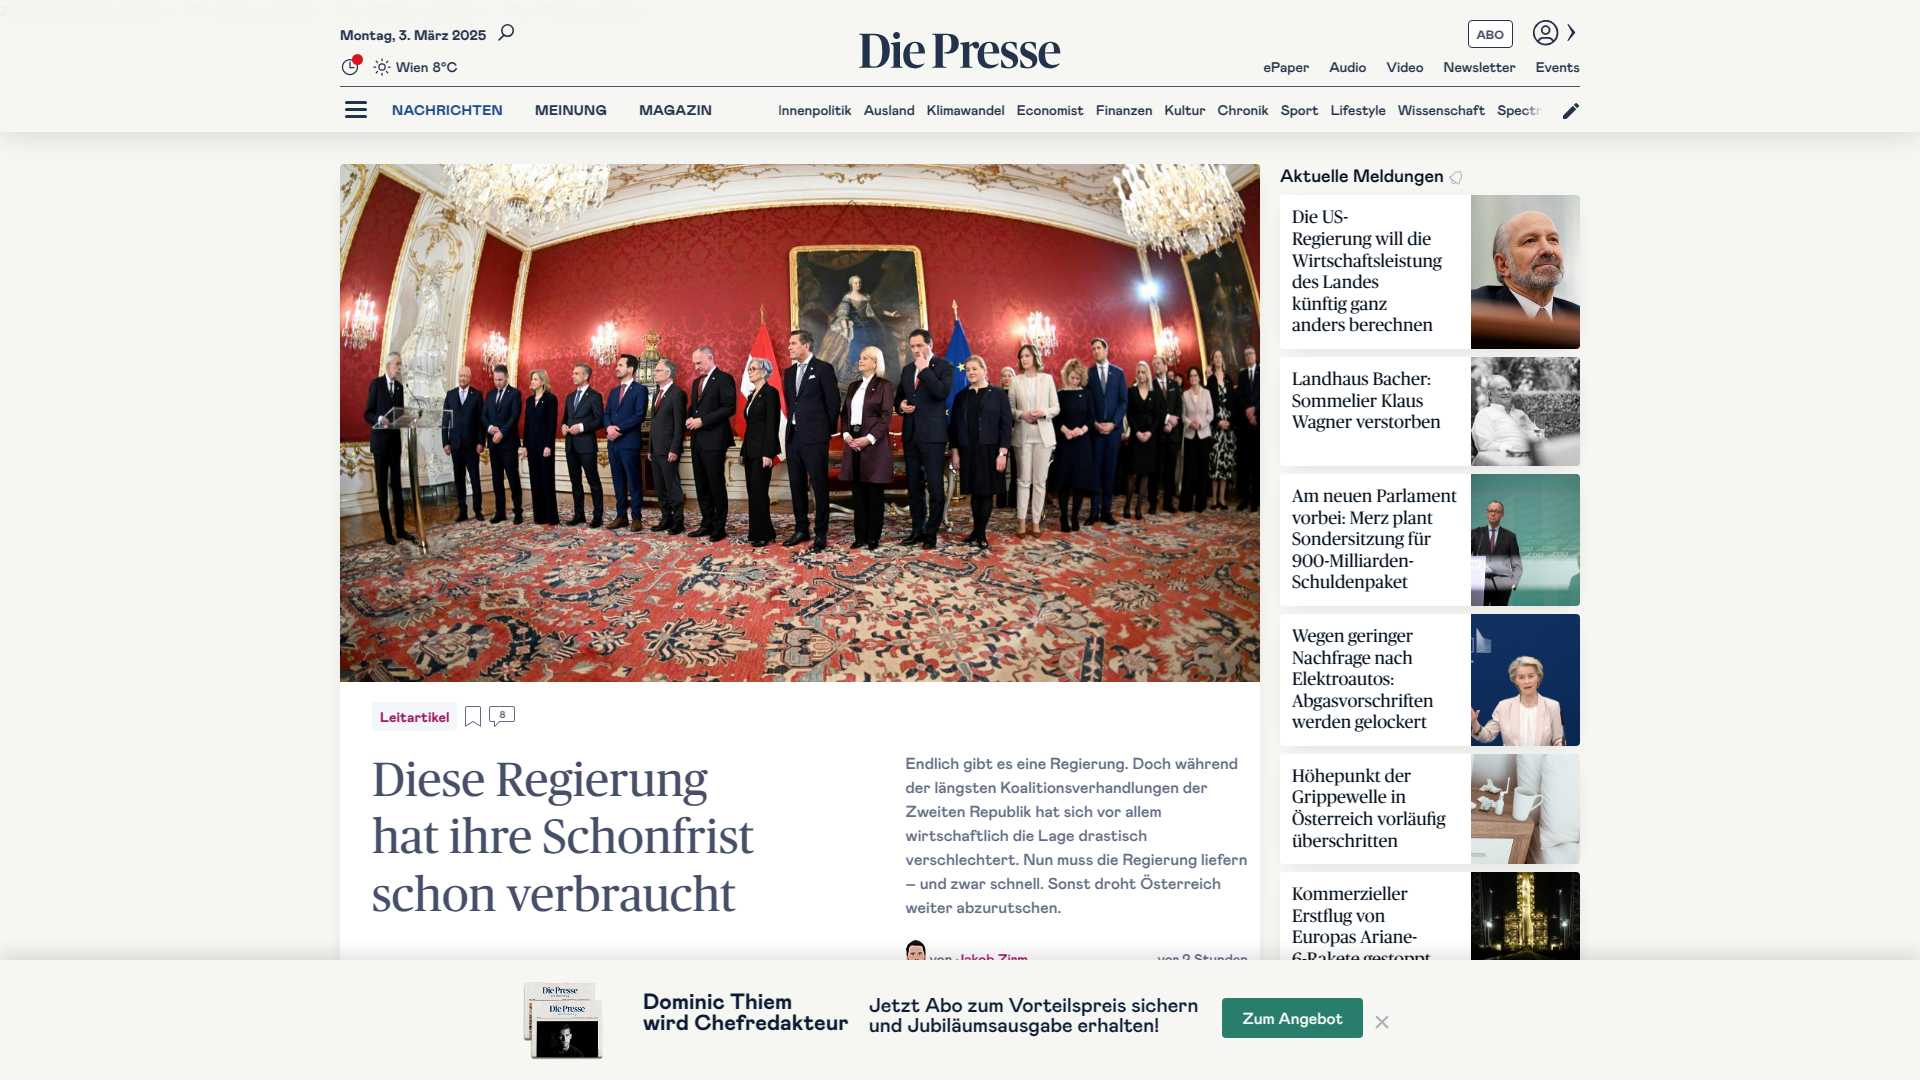 Montag, 3. März 2025
Wien 8°C
Die Presse
ABO
ePaper Audio Video Newsletter Events
NACHRICHTEN MEINUNG MAGAZIN
Innenpolitik Ausland Klimawandel Economist Finanzen Kultur Chronik Sport Lifestyle Wissenschaft Spectr
Leitartikel
8
Diese Regierung
hat ihre Schonfrist
schon verbraucht
Endlich gibt es eine Regierung. Doch während
der längsten Koalitionsverhandlungen der
Zweiten Republik hat sich vor allem
wirtschaftlich die Lage drastisch
verschlechtert. Nun muss die Regierung liefern
– und zwar schnell. Sonst droht Österreich
weiter abzurutschen.
von Jakob Zirm
vor 2 Stunden
Aktuelle Meldungen
Die US-
Regierung will die
Wirtschaftsleistung
des Landes
künftig ganz
anders berechnen
Landhaus Bacher:
Sommelier Klaus
Wagner verstorben
Am neuen Parlament
vorbei: Merz plant
Sondersitzung für
900-Milliarden-
Schuldenpaket
Wegen geringer
Nachfrage nach
Elektroautos:
Abgasvorschriften
werden gelockert
Höhepunkt der
Grippewelle in
Österreich vorläufig
überschritten
Kommerzieller
Erstflug von
Europas Ariane-
6-Rakete gestoppt
Die Presse
Die Presse
Dominic Thiem
wird Chefredakteur
Jetzt Abo zum Vorteilspreis sichern
und Jubiläumsausgabe erhalten!
Zum Angebot